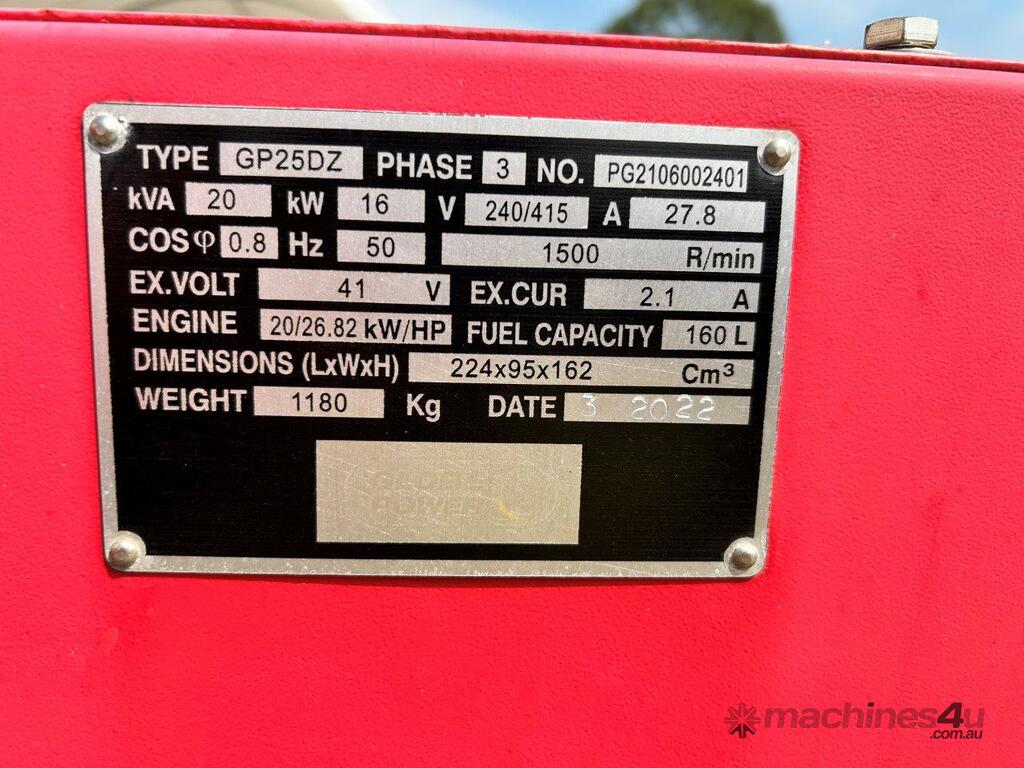 TYPE GP25DZ PHASE 3 NO. PG2106002401
kVA 20 kW 16 V 240/415 A 27.8
COSφ 0.8 Hz 50 1500 R/min
EX.VOLT 41 V EX.CUR 2.1 A
ENGINE 20/26.82 kW/HP FUEL CAPACITY 160 L
DIMENSIONS (LxWxH) 224x95x162 Cm³
WEIGHT 1180 Kg DATE 3 2022
POWER
machines4u
.com.au